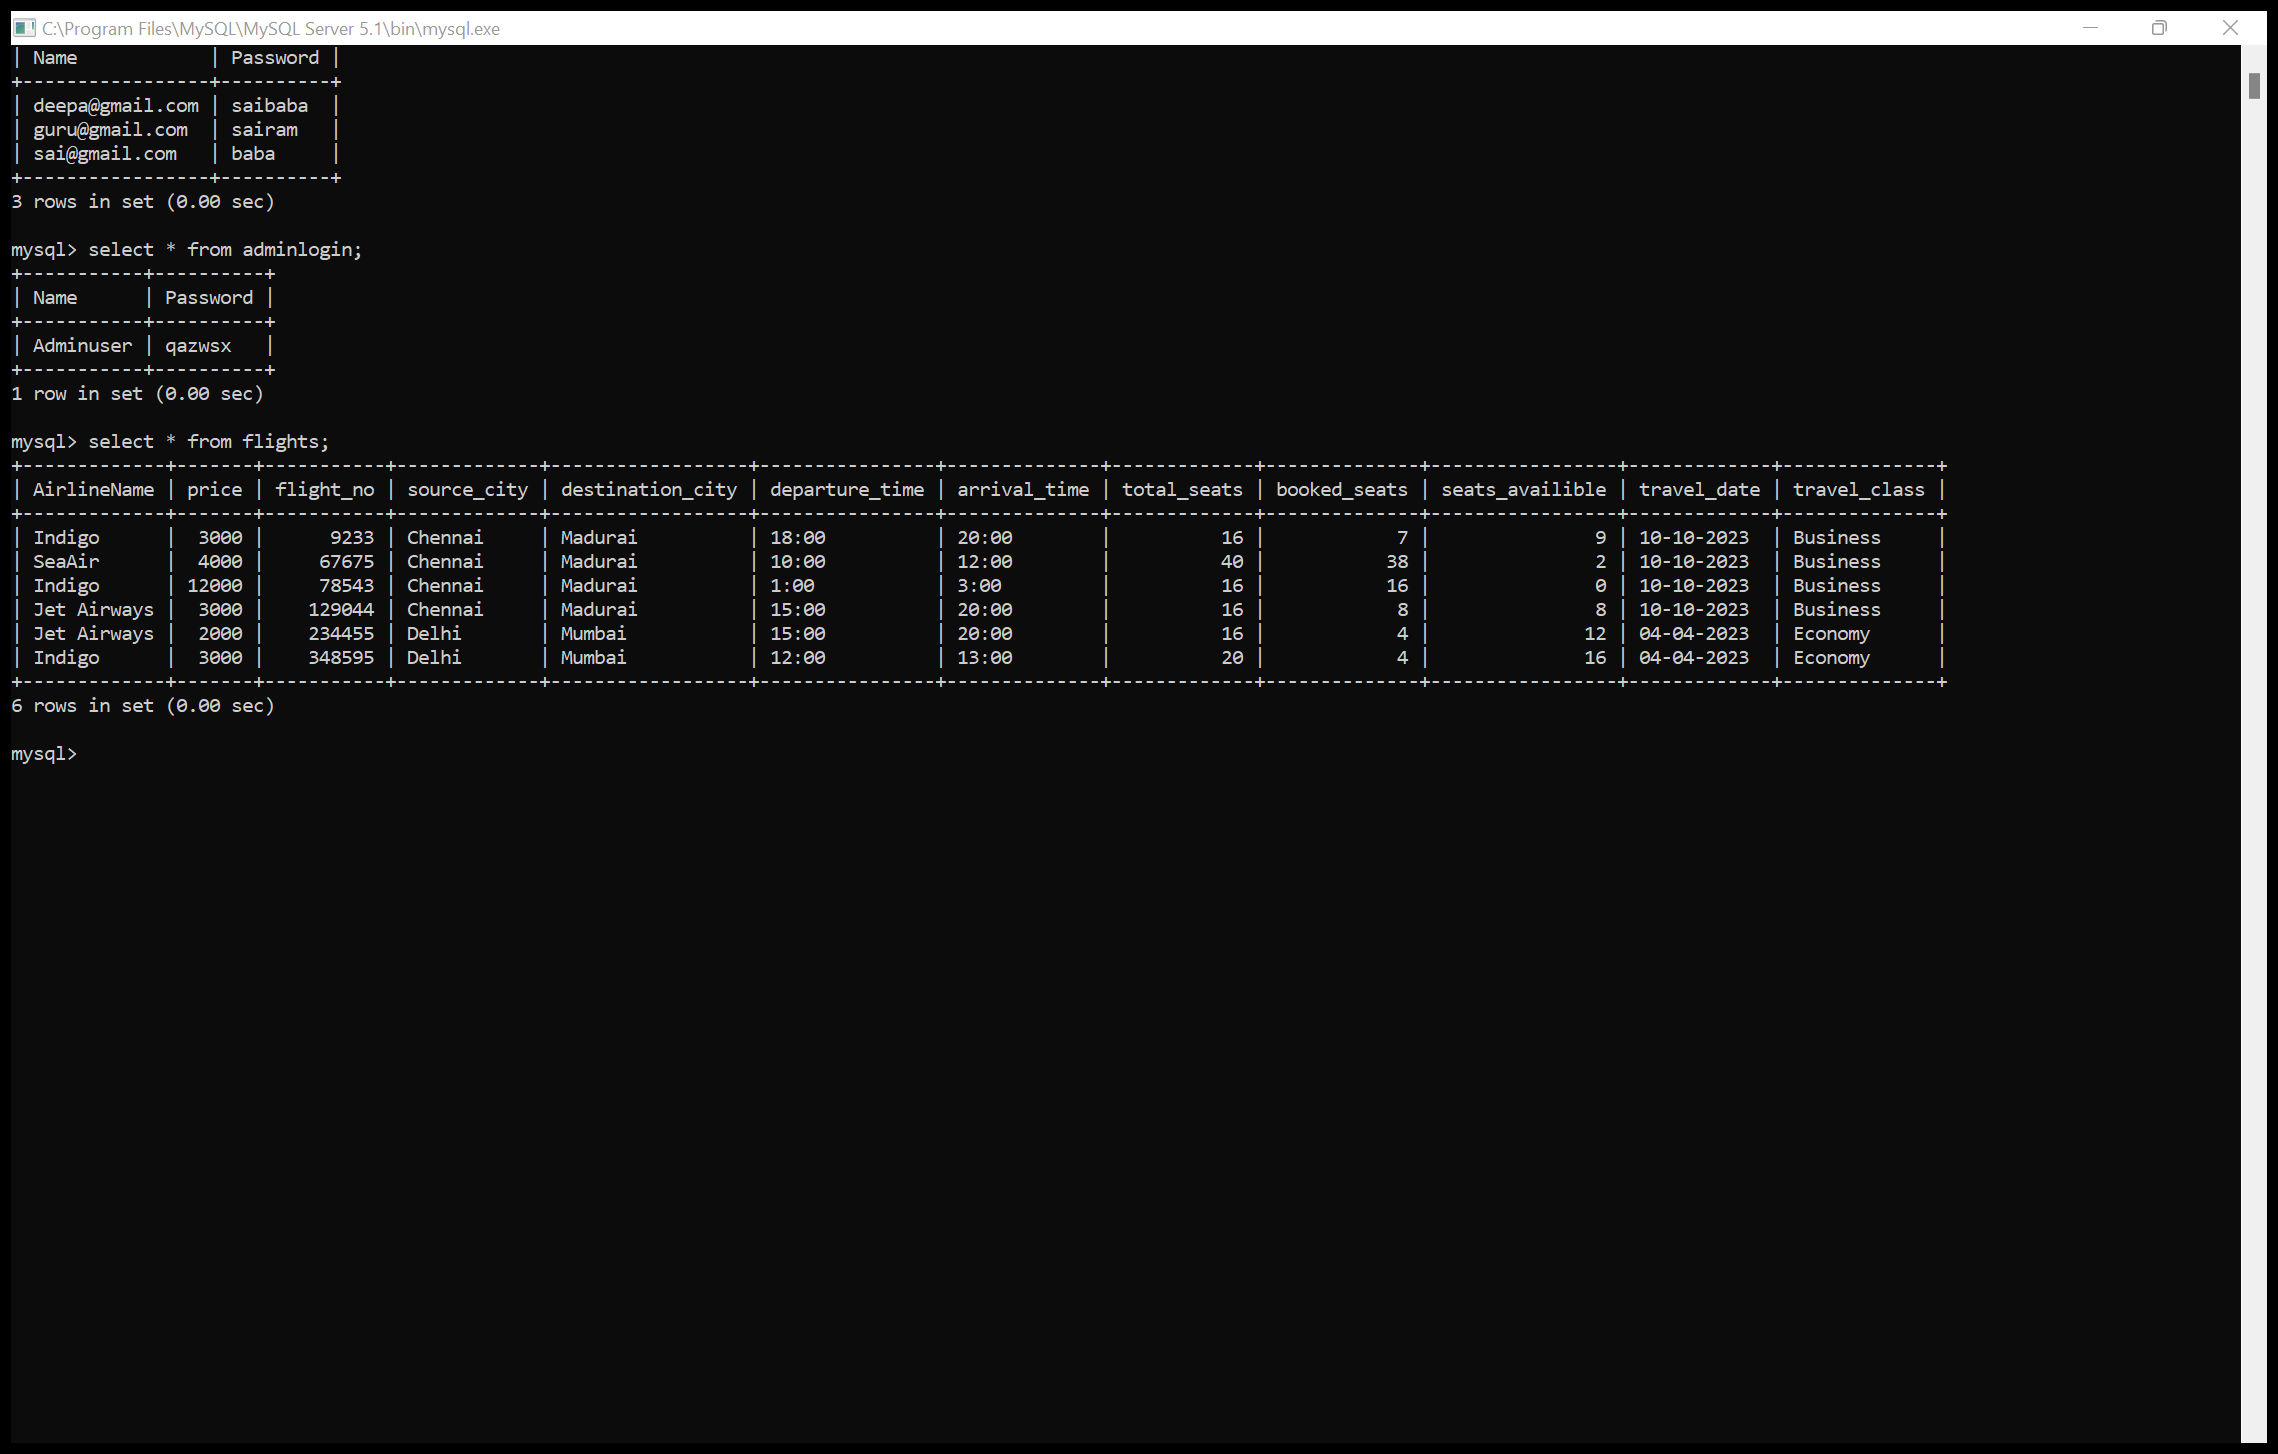 C:\Program Files\MySQL\MySQL Server 5.1\bin\mysql.exe
| Name            | Password |
+-----------------+----------+
| deepa@gmail.com | saibaba  |
| guru@gmail.com  | sairam   |
| sai@gmail.com   | baba     |
+-----------------+----------+
3 rows in set (0.00 sec)

mysql> select * from adminlogin;
+-----------+----------+
| Name      | Password |
+-----------+----------+
| Adminuser | qazwsx   |
+-----------+----------+
1 row in set (0.00 sec)

mysql> select * from flights;
+-------------+-------+-----------+-------------+------------------+----------------+--------------+-------------+--------------+-----------------+-------------+--------------+
| AirlineName | price | flight_no | source_city | destination_city | departure_time | arrival_time | total_seats | booked_seats | seats_availible | travel_date | travel_class |
+-------------+-------+-----------+-------------+------------------+----------------+--------------+-------------+--------------+-----------------+-------------+--------------+
| Indigo      |  3000 |      9233 | Chennai     | Madurai          | 18:00          | 20:00        |          16 |            7 |               9 | 10-10-2023  | Business     |
| SeaAir      |  4000 |     67675 | Chennai     | Madurai          | 10:00          | 12:00        |          40 |           38 |               2 | 10-10-2023  | Business     |
| Indigo      | 12000 |     78543 | Chennai     | Madurai          | 1:00           | 3:00         |          16 |           16 |               0 | 10-10-2023  | Business     |
| Jet Airways |  3000 |    129044 | Chennai     | Madurai          | 15:00          | 20:00        |          16 |            8 |               8 | 10-10-2023  | Business     |
| Jet Airways |  2000 |    234455 | Delhi       | Mumbai           | 15:00          | 20:00        |          16 |            4 |              12 | 04-04-2023  | Economy      |
| Indigo      |  3000 |    348595 | Delhi       | Mumbai           | 12:00          | 13:00        |          20 |            4 |              16 | 04-04-2023  | Economy      |
+-------------+-------+-----------+-------------+------------------+----------------+--------------+-------------+--------------+-----------------+-------------+--------------+
6 rows in set (0.00 sec)

mysql>